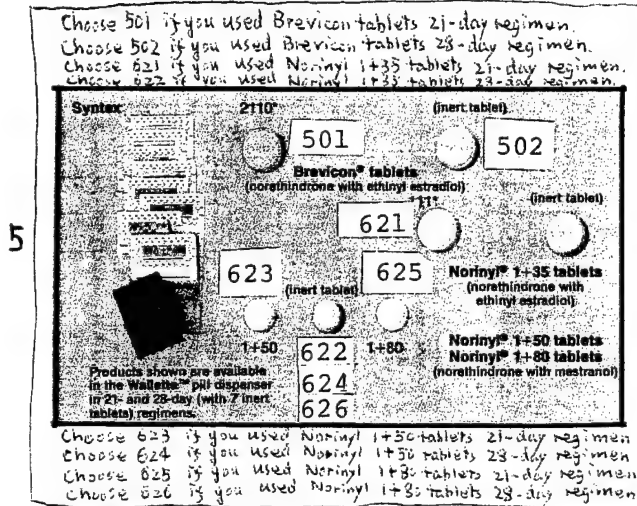 Choose 501 if you used Brevicon tablets 21-day regimen.
Choose 502 if you used Brevicon tablets 28-day regimen.
Choose 621 if you used Norinyl 1+35 tablets 21-day regimen.
Choose 622 if you used Norinyl 1+35 tablets 28-day regimen.
Syntex
2110*
(inert tablet)
501
502
Brevicon® tablets
(norethindrone with ethinyl estradiol)
111*
(inert tablet)
621
5
623
625
(inert tablet)
Norinyl® 1+35 tablets
(norethindrone with
ethinyl estradiol)
1+50
1+80
622
624
626
Norinyl® 1+50 tablets
Norinyl® 1+80 tablets
(norethindrone with mestranol)
Products shown are available
in the Wallette™ pill dispenser
in 21- and 28-day (with 7 inert
tablets) regimens.
Choose 623 if you used Norinyl 1+50 tablets 21-day regimen
Choose 624 if you used Norinyl 1+50 tablets 28-day regimen
Choose 625 if you used Norinyl 1+80 tablets 21-day regimen
Choose 626 if you used Norinyl 1+80 tablets 28-day regimen